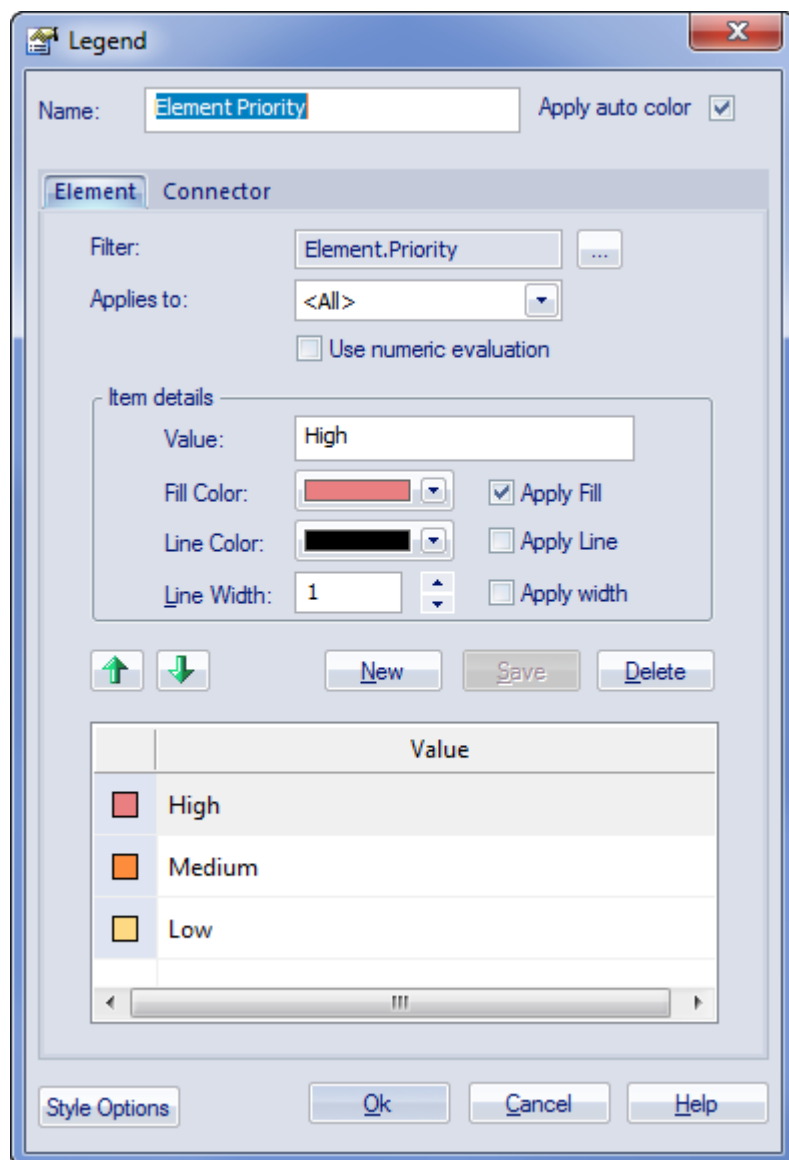 Legend
Name: Element Priority Apply auto color
Element Connector
Filter: Element.Priority ...
Applies to: <All>
Use numeric evaluation
Item details
Value: High
Fill Color: Apply Fill
Line Color: Apply Line
Line Width: 1 Apply width
New Save Delete
Value
High
Medium
Low
Style Options Ok Cancel Help